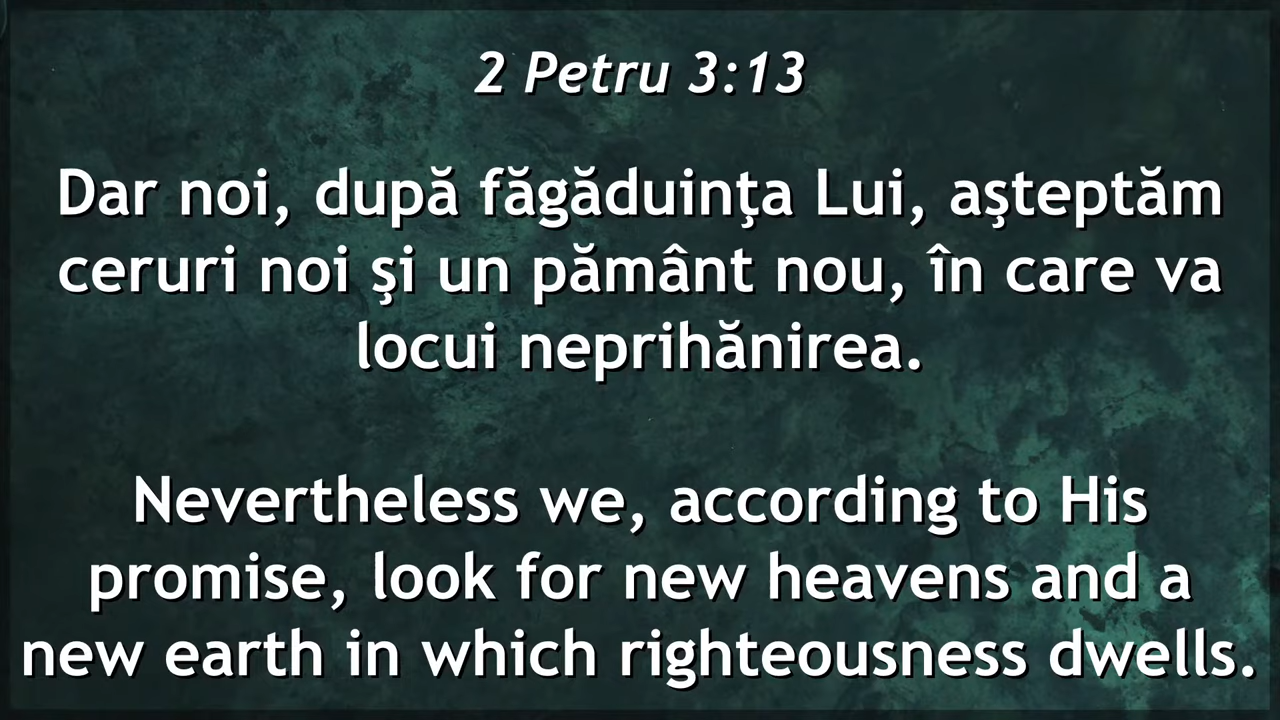 2 Petru 3:13
Dar noi, după făgăduinţa Lui, aşteptăm
ceruri noi şi un pământ nou, în care va
locui neprihănirea.
Nevertheless we, according to His
promise, look for new heavens and a
new earth in which righteousness dwells.